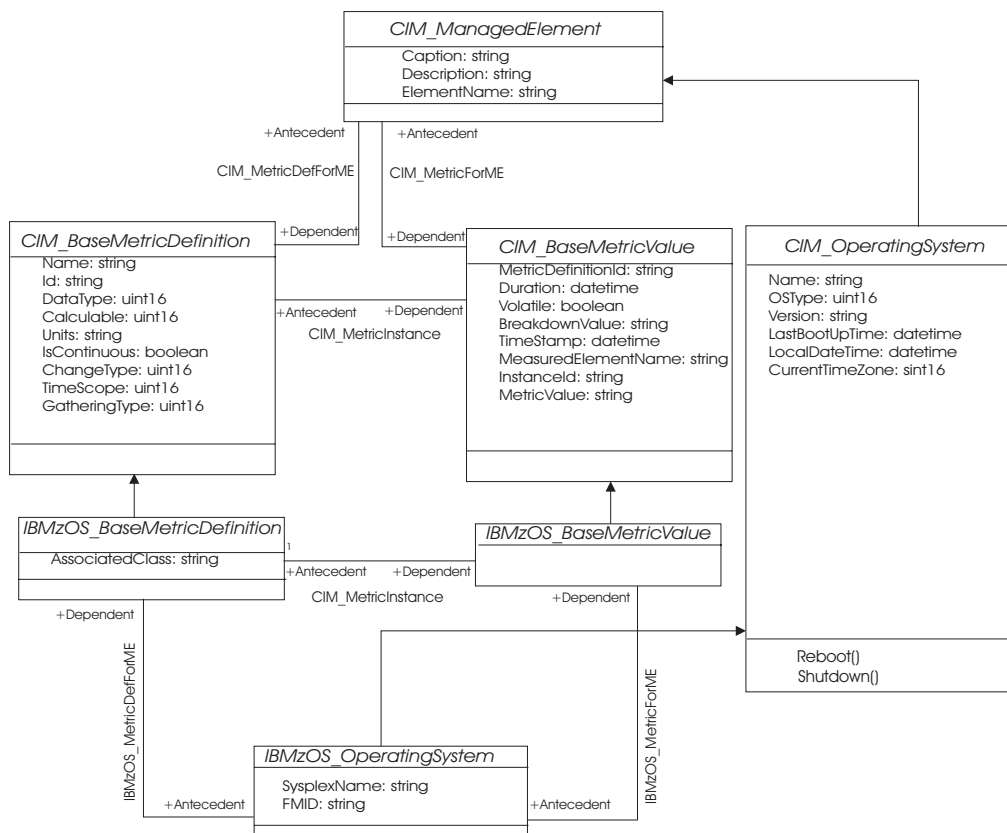 CIM_ManagedElement
Caption: string
Description: string
ElementName: string
+Antecedent
+Antecedent
CIM_MetricDefForME
CIM_MetricForME
+Dependent
+Dependent
CIM_BaseMetricDefinition
Name: string
Id: string
DataType: uint16
Calculable: uint16
Units: string
IsContinuous: boolean
ChangeType: uint16
TimeScope: uint16
GatheringType: uint16
+Antecedent
+Dependent
CIM_MetricInstance
CIM_BaseMetricValue
MetricDefinitionId: string
Duration: datetime
Volatile: boolean
BreakdownValue: string
TimeStamp: datetime
MeasuredElementName: string
InstanceId: string
MetricValue: string
CIM_OperatingSystem
Name: string
OSType: uint16
Version: string
LastBootUpTime: datetime
LocalDateTime: datetime
CurrentTimeZone: sint16
Reboot()
Shutdown()
IBMzOS_BaseMetricDefinition
AssociatedClass: string
1
+Antecedent
+Dependent
CIM_MetricInstance
IBMzOS_BaseMetricValue
+Dependent
+Dependent
IBMzOS_MetricDefForME
IBMzOS_MetricForME
IBMzOS_OperatingSystem
SysplexName: string
FMID: string
+Antecedent
+Antecedent